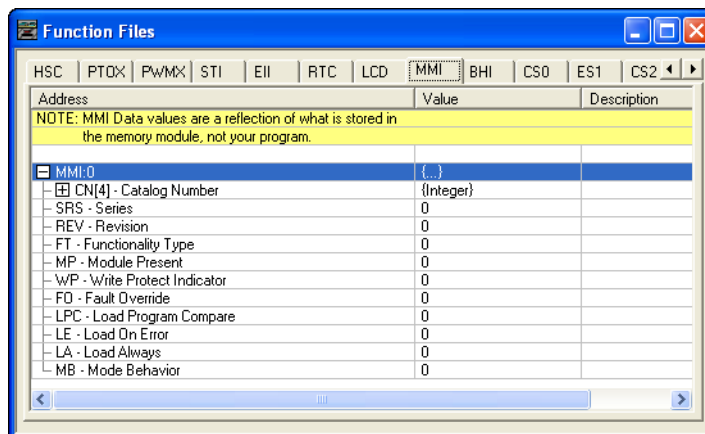 Function Files
HSC PTOX PWMX STI EII RTC LCD MMI BHI CS0 ES1 CS2
Address Value Description
NOTE: MMI Data values are a reflection of what is stored in
the memory module, not your program.
MMI:0 {...}
CN[4] - Catalog Number {Integer}
SRS - Series 0
REV - Revision 0
FT - Functionality Type 0
MP - Module Present 0
WP - Write Protect Indicator 0
FO - Fault Override 0
LPC - Load Program Compare 0
LE - Load On Error 0
LA - Load Always 0
MB - Mode Behavior 0